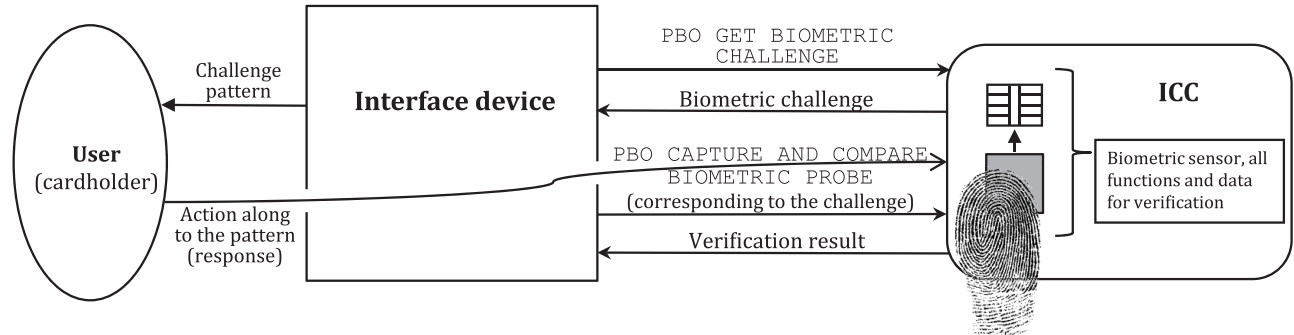 User
(cardholder)
Challenge
pattern
Action along
to the pattern
(response)
Interface device
PBO GET BIOMETRIC
CHALLENGE
Biometric challenge
PBO CAPTURE AND COMPARE
BIOMETRIC PROBE
(corresponding to the challenge)
Verification result
ICC
Biometric sensor, all
functions and data
for verification